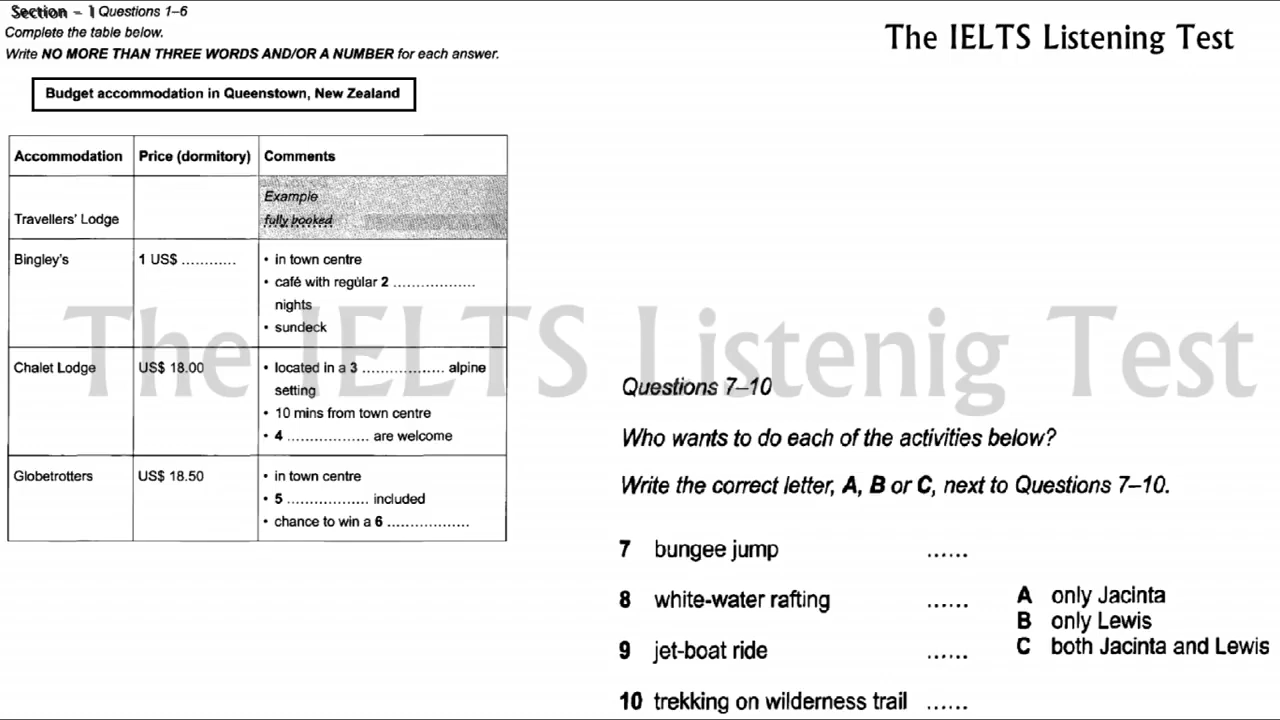 Section - 1 Questions 1–6
Complete the table below.
Write NO MORE THAN THREE WORDS AND/OR A NUMBER for each answer.
The IELTS Listening Test
Budget accommodation in Queenstown, New Zealand
Accommodation Price (dormitory) Comments
Example
Travellers' Lodge fully booked
Bingley's 1 US$ ........... • in town centre
• café with regular 2 ..................
nights
• sundeck
Chalet Lodge US$ 18.00 • located in a 3 .................. alpine
setting
• 10 mins from town centre
• 4 .................. are welcome
Globetrotters US$ 18.50 • in town centre
• 5 .................. included
• chance to win a 6 ..................
The IELTS Listenig Test
Questions 7–10
Who wants to do each of the activities below?
Write the correct letter, A, B or C, next to Questions 7–10.
7 bungee jump ......
8 white-water rafting ......
9 jet-boat ride ......
10 trekking on wilderness trail ......
A only Jacinta
B only Lewis
C both Jacinta and Lewis